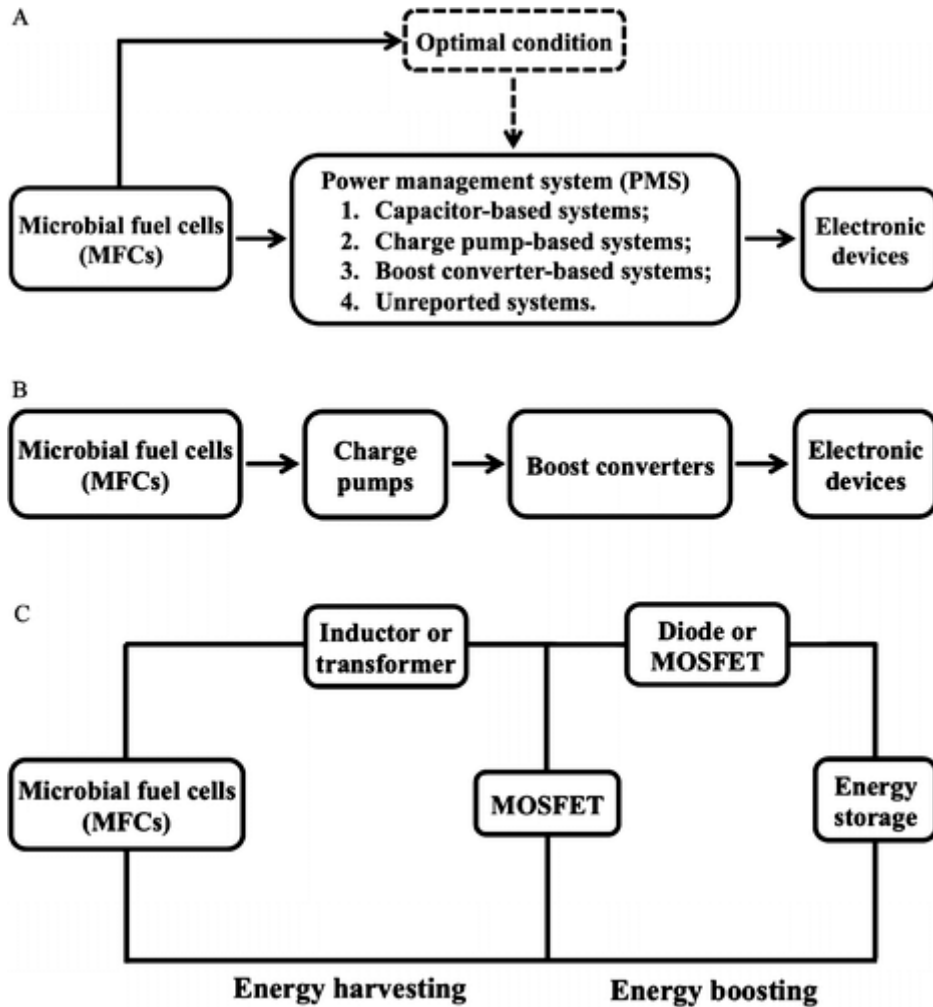 A
Optimal condition
Microbial fuel cells
(MFCs)
Power management system (PMS)
1. Capacitor-based systems;
2. Charge pump-based systems;
3. Boost converter-based systems;
4. Unreported systems.
Electronic
devices
B
Microbial fuel cells
(MFCs)
Charge
pumps
Boost converters
Electronic
devices
C
Inductor or
transformer
Diode or
MOSFET
Microbial fuel cells
(MFCs)
MOSFET
Energy
storage
Energy harvesting
Energy boosting